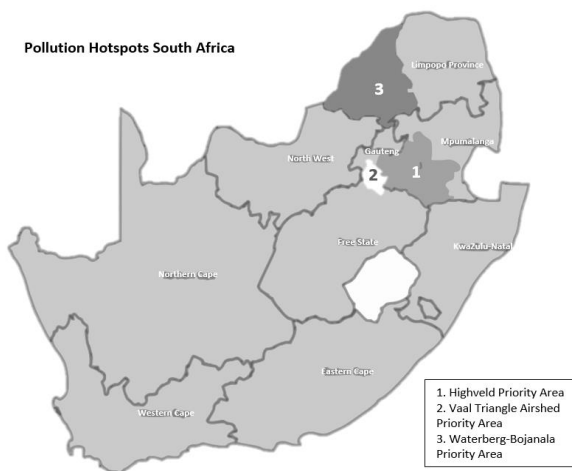 Pollution Hotspots South Africa
Limpopo Province
3
Mpumalanga
Gauteng
North West
1
2
Free State
KwaZulu-Natal
Northern Cape
Eastern Cape
Western Cape
1. Highveld Priority Area
2. Vaal Triangle Airshed
Priority Area
3. Waterberg-Bojanala
Priority Area